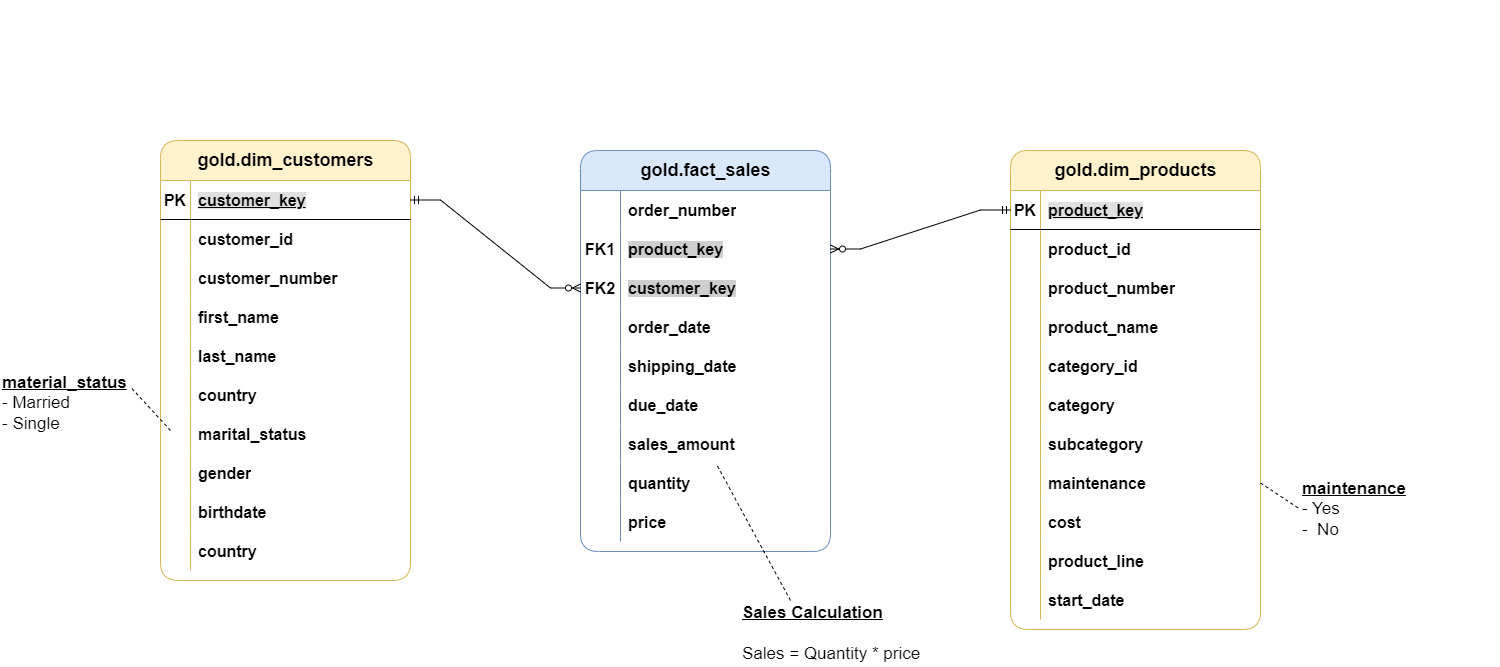 gold.dim_customers
PK customer_key
customer_id
customer_number
first_name
last_name
country
marital_status
gender
birthdate
country
material_status
- Married
- Single
gold.fact_sales
order_number
FK1 product_key
FK2 customer_key
order_date
shipping_date
due_date
sales_amount
quantity
price
Sales Calculation
Sales = Quantity * price
gold.dim_products
PK product_key
product_id
product_number
product_name
category_id
category
subcategory
maintenance
cost
product_line
start_date
maintenance
- Yes
- No